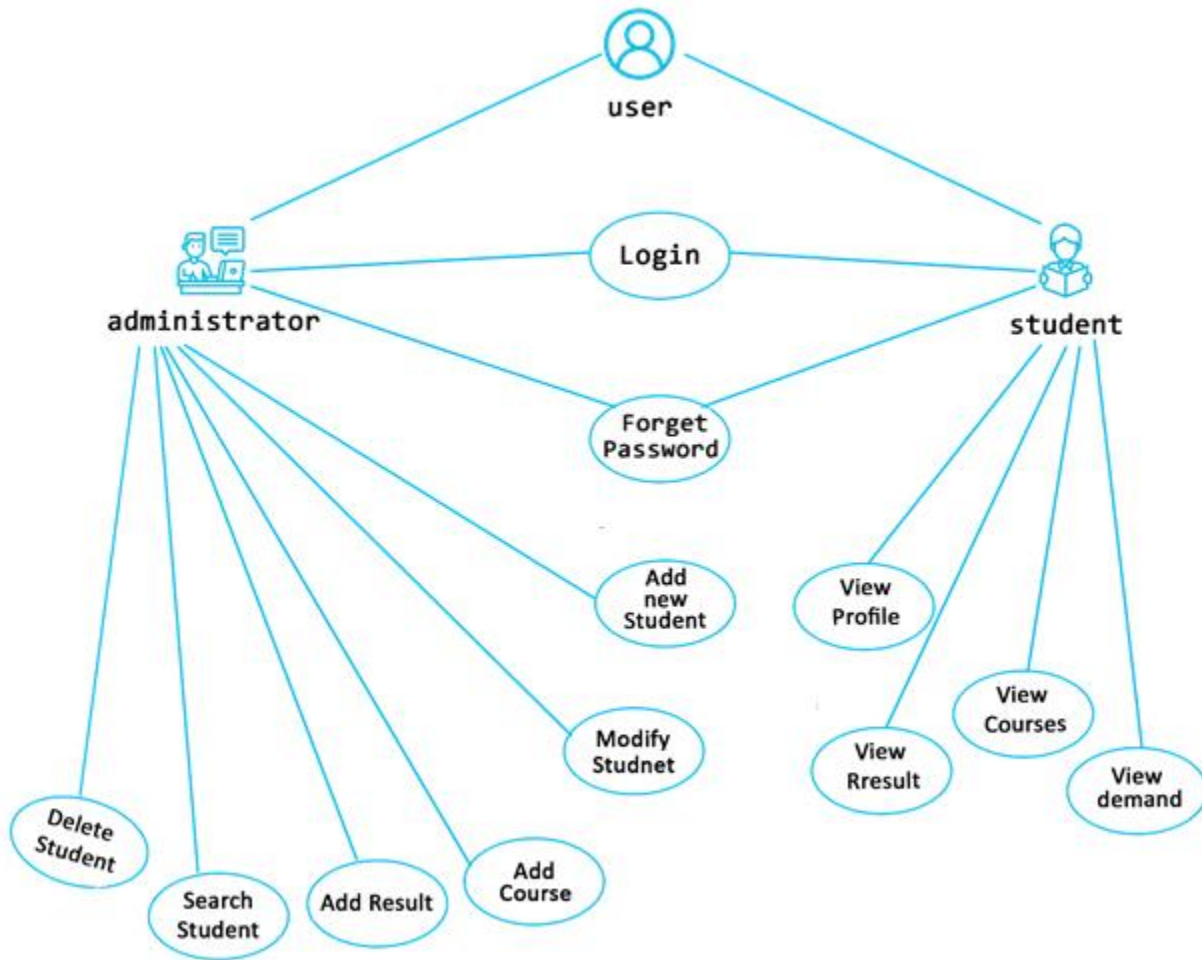 user
Login
administrator
student
Forget
Password
Add
new
Student
View
Profile
View
Courses
Modify
Studnet
View
Rresult
View
demand
Delete
Student
Search
Student
Add Result
Add
Course